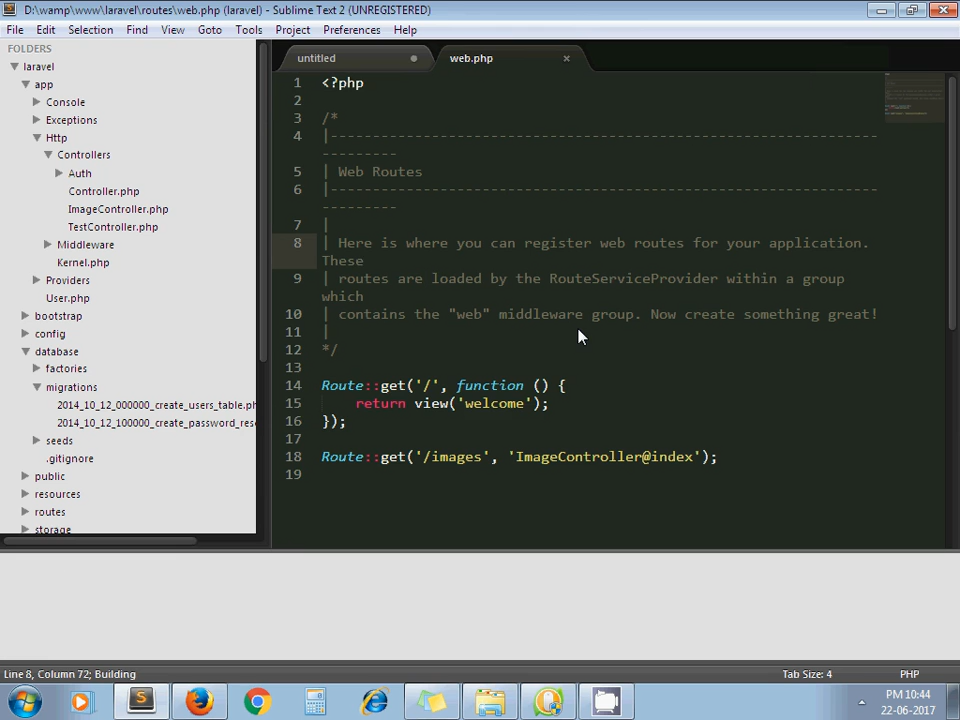 D:\wamp\www\laravel\routes\web.php (laravel) - Sublime Text 2 (UNREGISTERED)
File Edit Selection Find View Goto Tools Project Preferences Help
FOLDERS
laravel
app
Console
Exceptions
Http
Controllers
Auth
Controller.php
ImageController.php
TestController.php
Middleware
Kernel.php
Providers
User.php
bootstrap
config
database
factories
migrations
2014_10_12_000000_create_users_table.ph
2014_10_12_100000_create_password_rese
seeds
.gitignore
public
resources
routes
storage
untitled
web.php
1 <?php
2
3 /*
4 |-----------------------------------------------------------------
---------
5 | Web Routes
6 |-----------------------------------------------------------------
---------
7 |
8 | Here is where you can register web routes for your application.
These
9 | routes are loaded by the RouteServiceProvider within a group
which
10 | contains the "web" middleware group. Now create something great!
11 |
12 */
13
14 Route::get('/', function () {
15 return view('welcome');
16 });
17
18 Route::get('/images', 'ImageController@index');
19
Line 8, Column 72; Building
Tab Size: 4
PHP
PM 10:44
22-06-2017